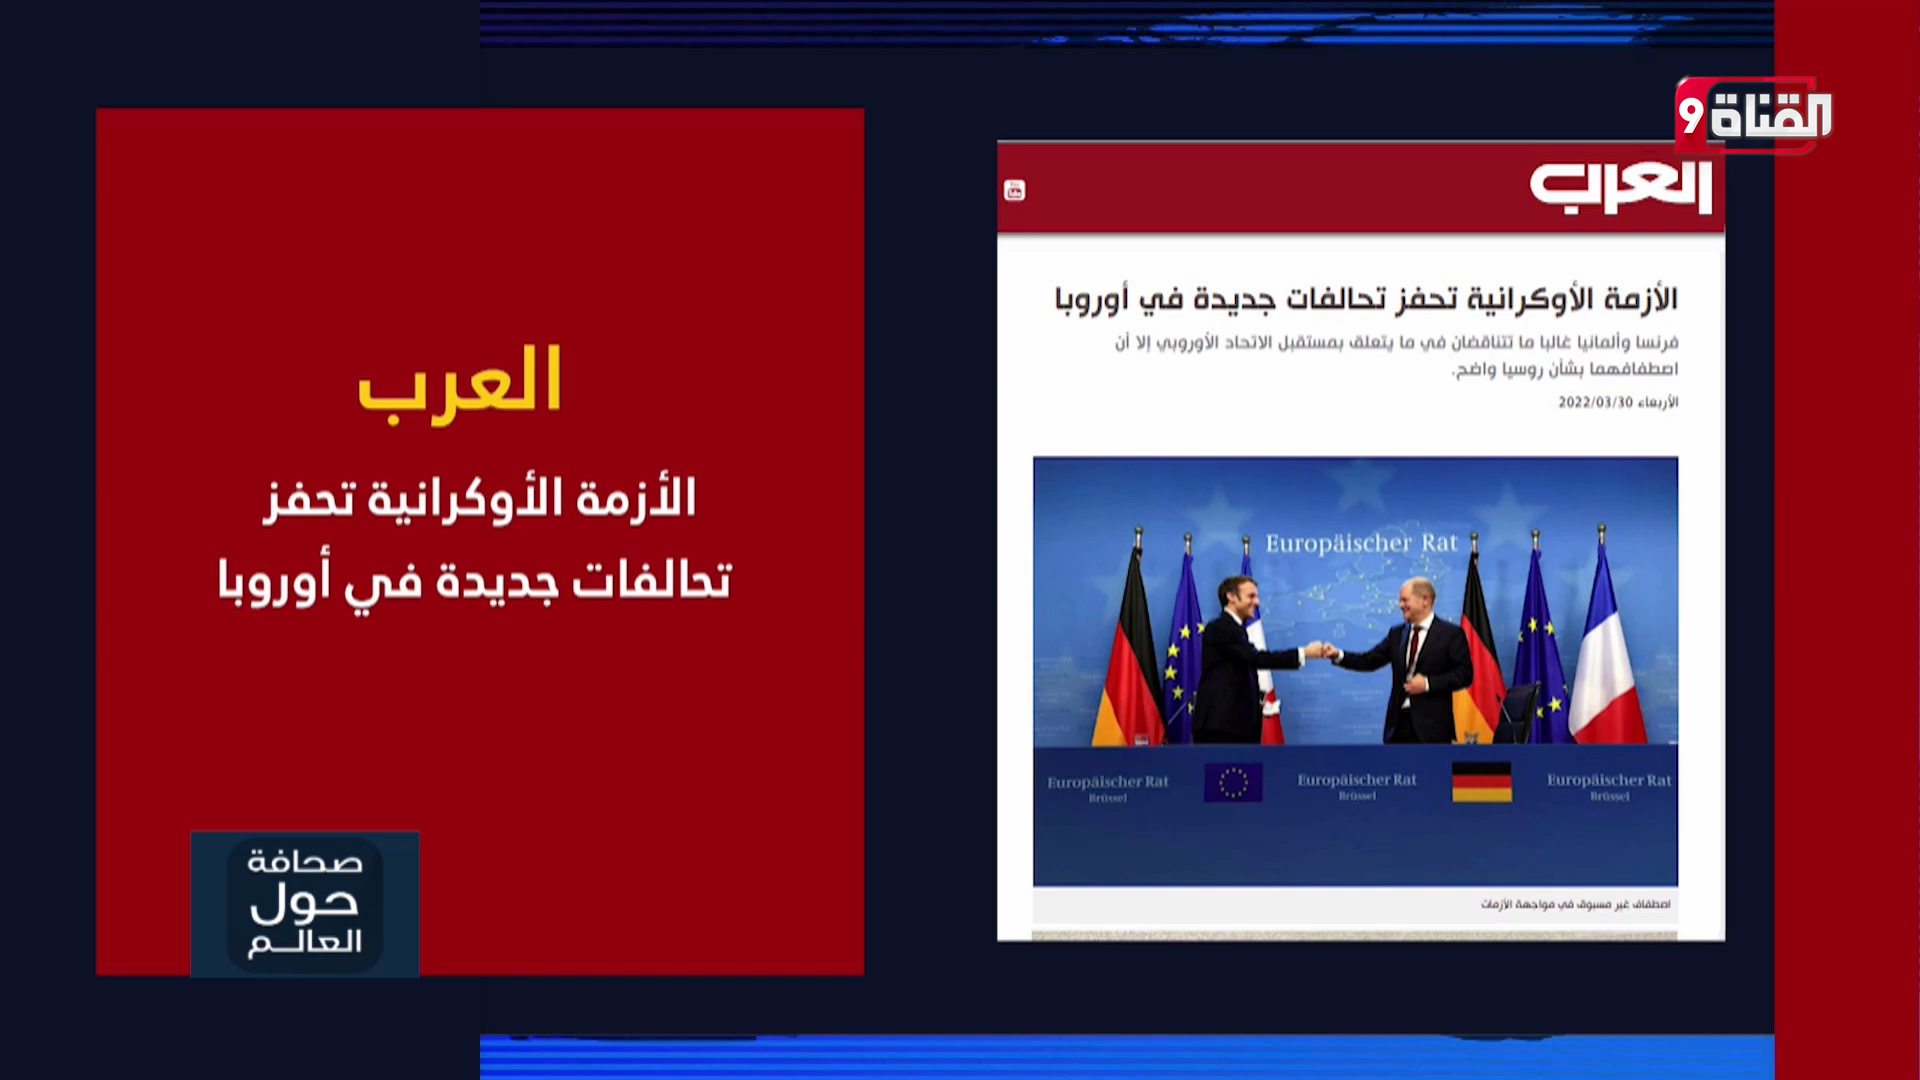 القناة 9
العرب
الأزمة الأوكرانية تحفز تحالفات جديدة في أوروبا
فرنسا وألمانيا غالبا ما تتناقضان في ما يتعلق بمستقبل الاتحاد الأوروبي إلا أن
اصطفافهما بشأن روسيا واضح.
الأربعاء 2022/03/30
Europäischer Rat
Europäischer Rat
Brüssel
Europäischer Rat
Brüssel
Europäischer Rat
Brüssel
اصطفاف غير مسبوق في مواجهة الأزمات
العرب
الأزمة الأوكرانية تحفز
تحالفات جديدة في أوروبا
صحافة
حول
العالم